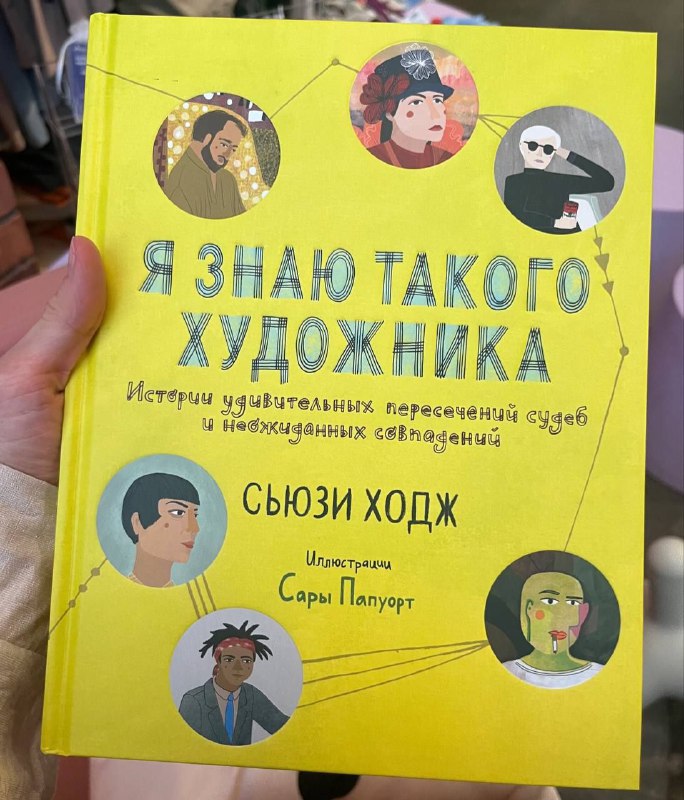 Я ЗНАЮ ТАКОГО
ХУДОЖНИКА
Истории удивительных пересечений судеб
и неожиданных совпадений
СЬЮЗИ ХОДЖ
Иллюстрации
Сары Папуорт